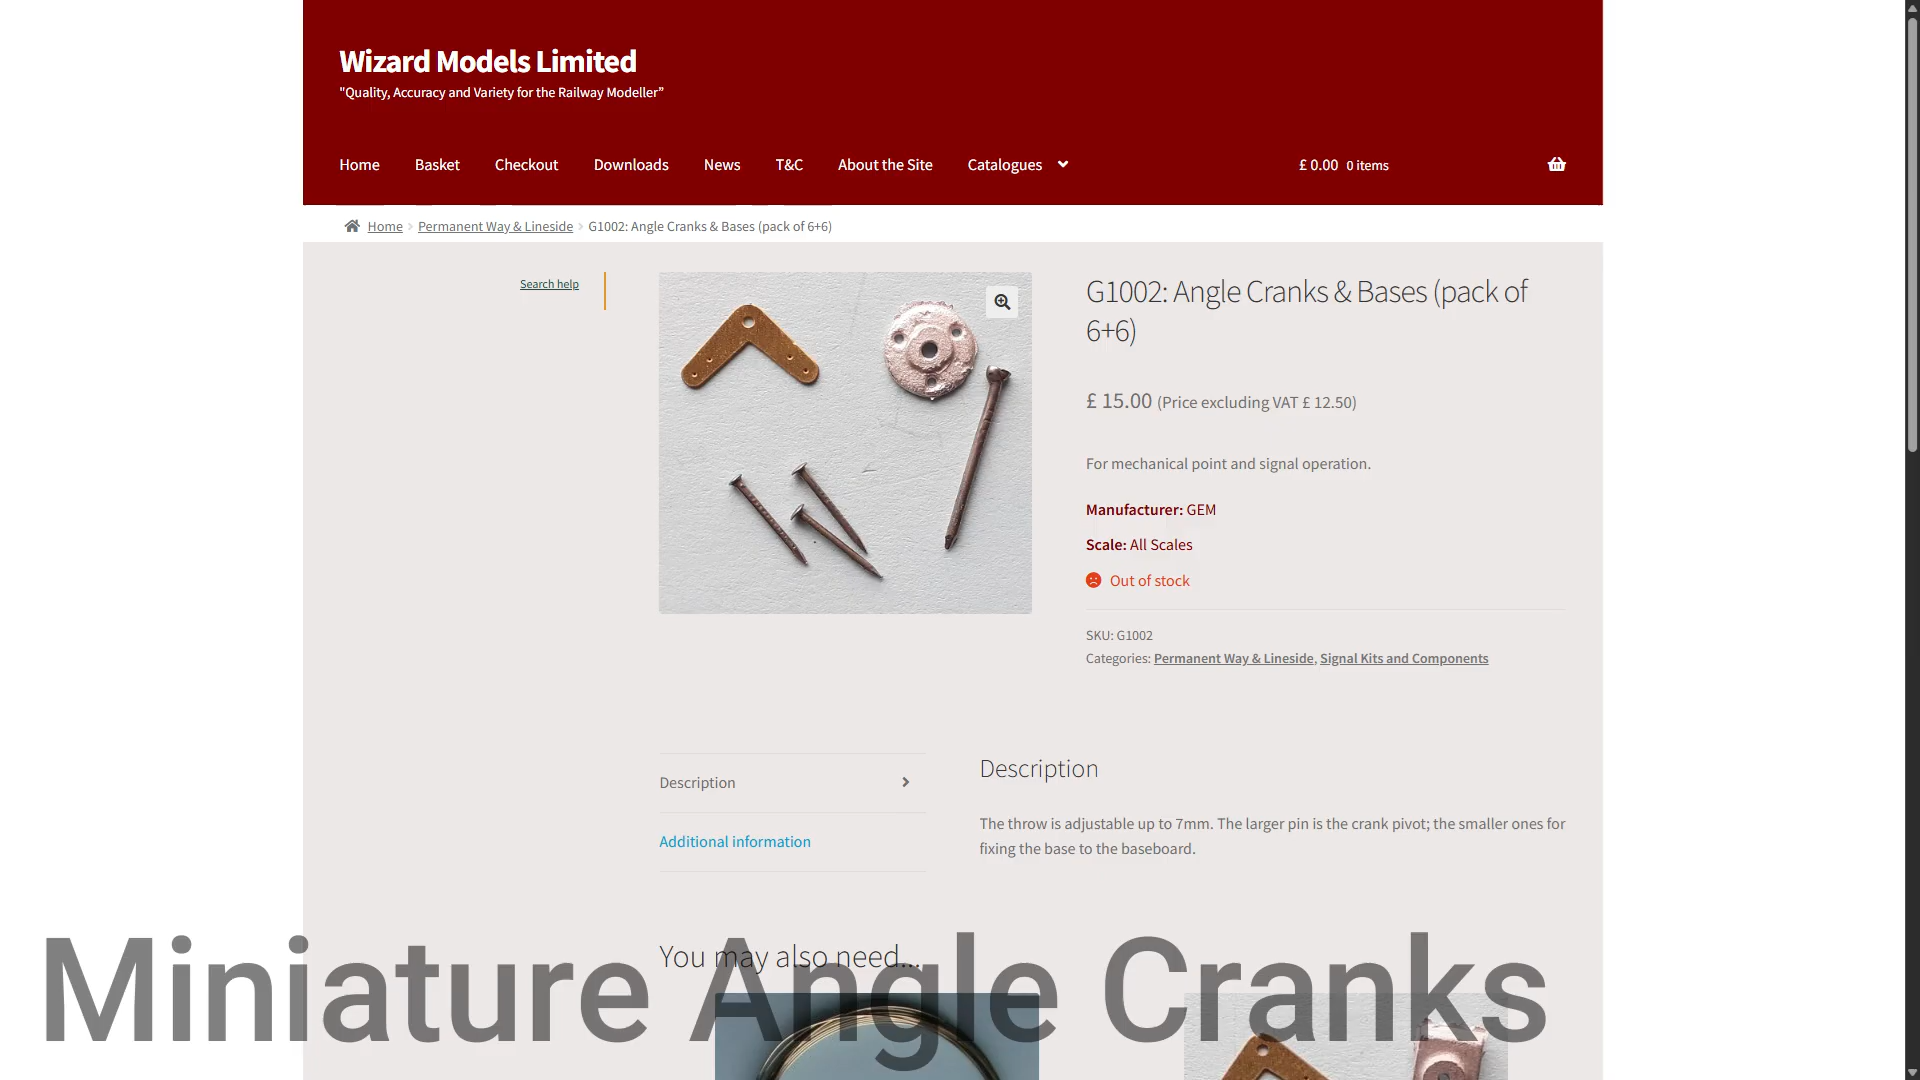 Wizard Models Limited
"Quality, Accuracy and Variety for the Railway Modeller”
Home Basket Checkout Downloads News T&C About the Site Catalogues £ 0.00 0 items
Home Permanent Way & Lineside G1002: Angle Cranks & Bases (pack of 6+6)
Search help
G1002: Angle Cranks & Bases (pack of
6+6)
£ 15.00 (Price excluding VAT £ 12.50)
For mechanical point and signal operation.
Manufacturer: GEM
Scale: All Scales
Out of stock
SKU: G1002
Categories: Permanent Way & Lineside, Signal Kits and Components
Description
Additional information
Description
The throw is adjustable up to 7mm. The larger pin is the crank pivot; the smaller ones for
fixing the base to the baseboard.
You may also need...
Miniature Angle Cranks